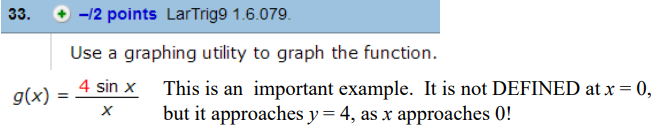 33. + –/2 points LarTrig9 1.6.079.
Use a graphing utility to graph the function.
g(x) = 4 sin x / x
This is an important example. It is not DEFINED at x = 0,
but it approaches y = 4, as x approaches 0!